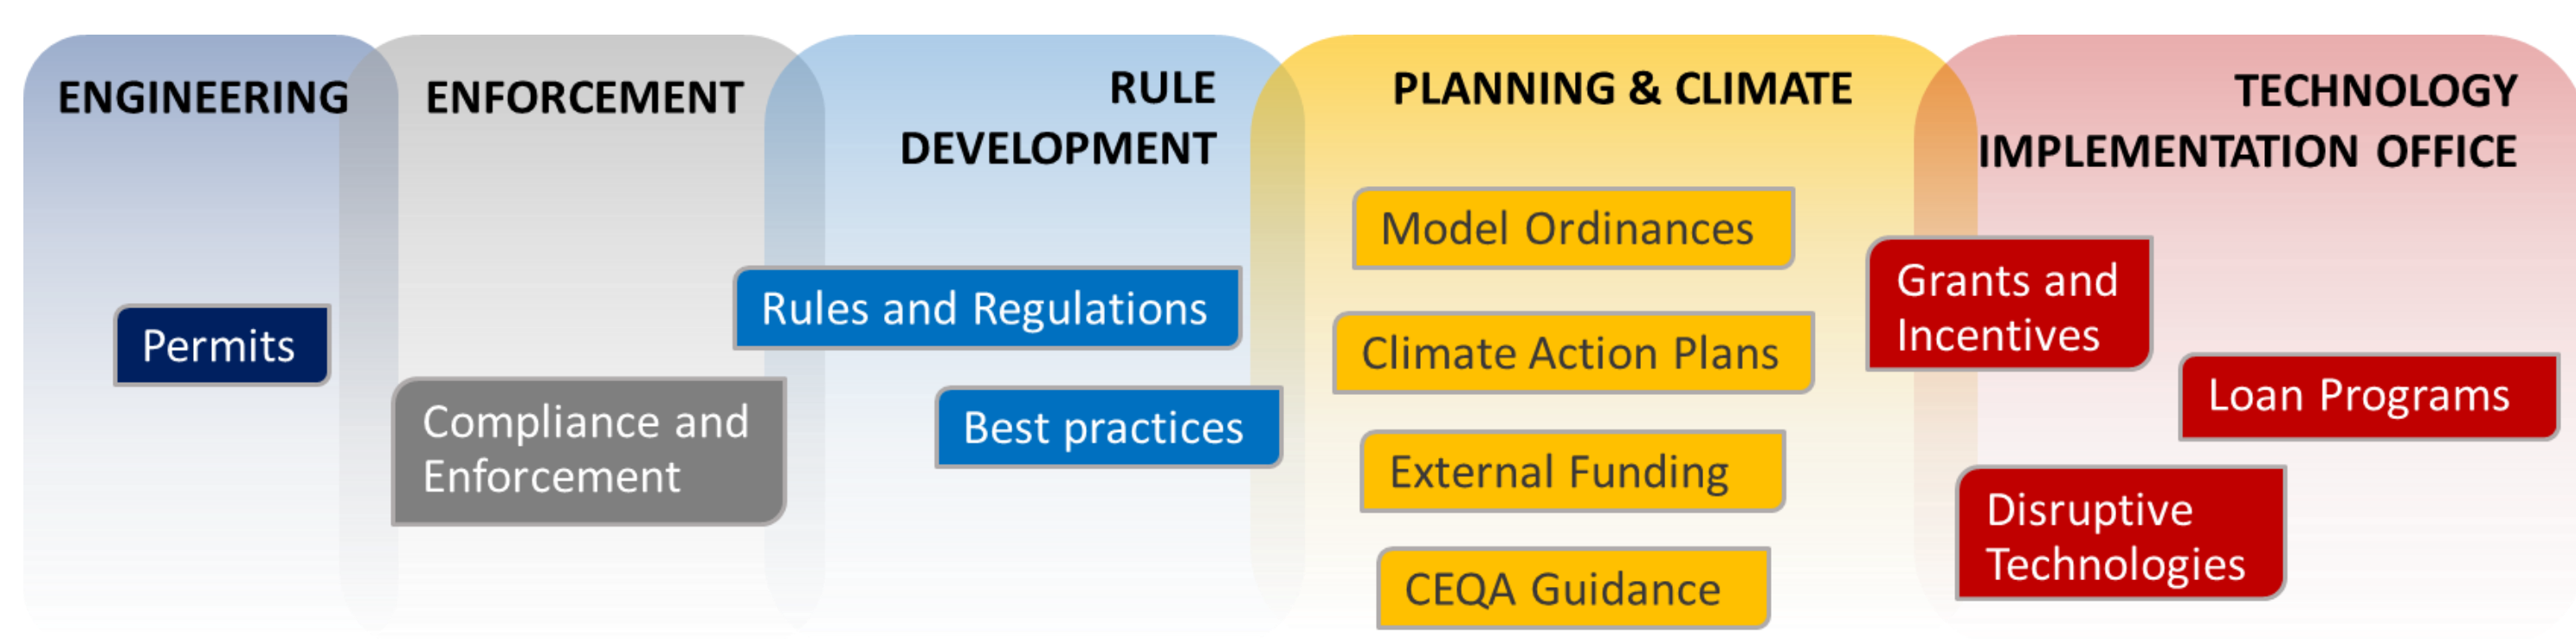 ENGINEERING
Permits
ENFORCEMENT
Compliance and
Enforcement
RULE
DEVELOPMENT
Rules and Regulations
Best practices
PLANNING & CLIMATE
Model Ordinances
Climate Action Plans
External Funding
CEQA Guidance
TECHNOLOGY
IMPLEMENTATION OFFICE
Grants and
Incentives
Loan Programs
Disruptive
Technologies